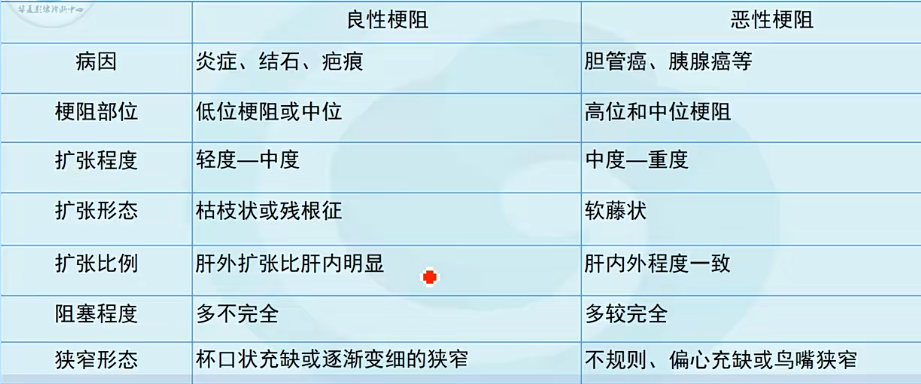 良性梗阻 恶性梗阻
病因 炎症、结石、疤痕 胆管癌、胰腺癌等
梗阻部位 低位梗阻或中位 高位和中位梗阻
扩张程度 轻度—中度 中度—重度
扩张形态 枯枝状或残根征 软藤状
扩张比例 肝外扩张比肝内明显 肝内外程度一致
阻塞程度 多不完全 多较完全
狭窄形态 杯口状充缺或逐渐变细的狭窄 不规则、偏心充缺或鸟嘴狭窄